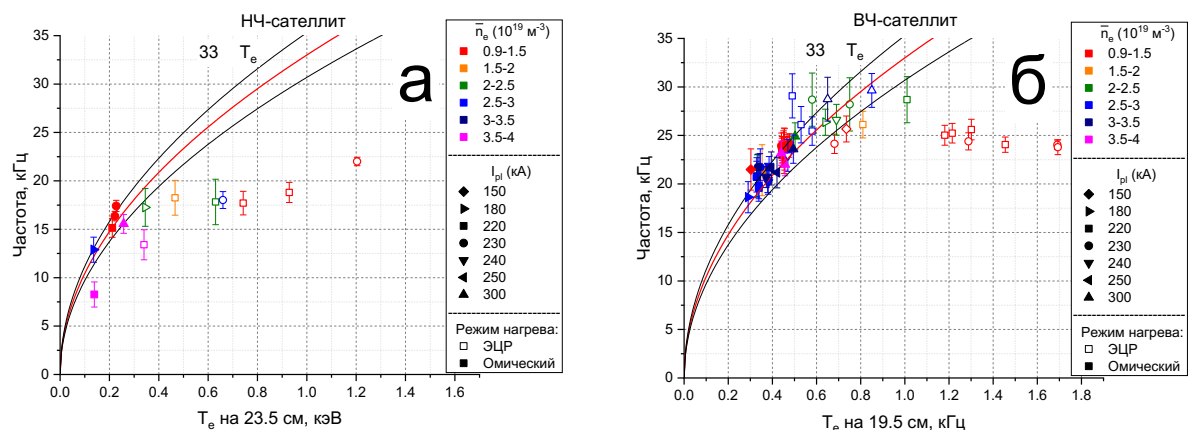 НЧ-сателлит
33 T_e
а
Частота, кГц
35
30
25
20
15
10
5
0
0.0 0.2 0.4 0.6 0.8 1.0 1.2 1.4 1.6
T_e на 23.5 см, кэВ
n̅_e (10^19 м^-3)
0.9-1.5
1.5-2
2-2.5
2.5-3
3-3.5
3.5-4
I_pl (кА)
150
180
220
230
240
250
300
Режим нагрева:
ЭЦР
Омический
ВЧ-сателлит
33 T_e
б
Частота, кГц
35
30
25
20
15
10
5
0
0.0 0.2 0.4 0.6 0.8 1.0 1.2 1.4 1.6 1.8
T_e на 19.5 см, кГц
n̅_e (10^19 м^-3)
0.9-1.5
1.5-2
2-2.5
2.5-3
3-3.5
3.5-4
I_pl (кА)
150
180
220
230
240
250
300
Режим нагрева:
ЭЦР
Омический